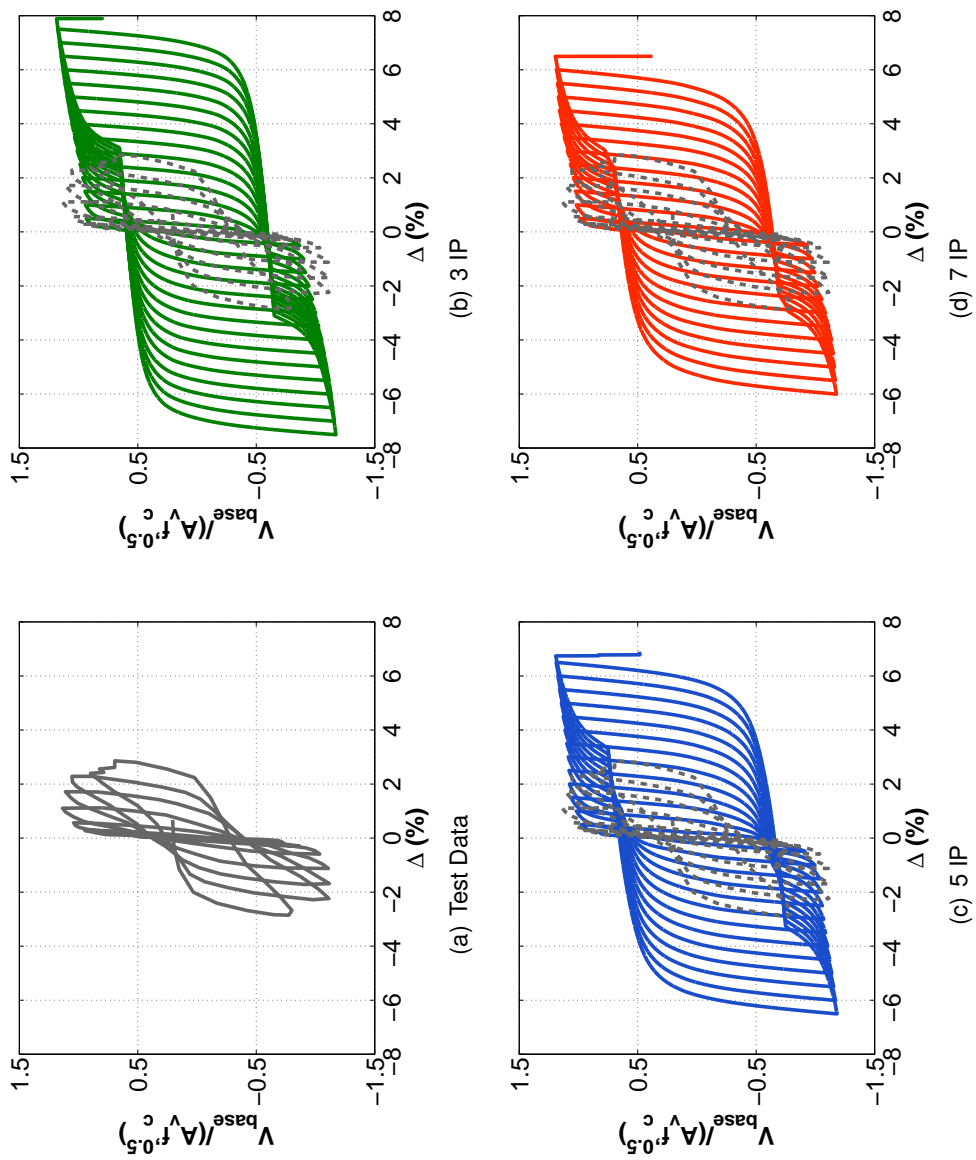 V_base/(A_v f'_c^0.5)
1.5
0.5
−0.5
−1.5
−8 −6 −4 −2 0 2 4 6 8
Δ (%)
(a) Test Data
V_base/(A_v f'_c^0.5)
1.5
0.5
−0.5
−1.5
−8 −6 −4 −2 0 2 4 6 8
Δ (%)
(b) 3 IP
V_base/(A_v f'_c^0.5)
1.5
0.5
−0.5
−1.5
−8 −6 −4 −2 0 2 4 6 8
Δ (%)
(c) 5 IP
V_base/(A_v f'_c^0.5)
1.5
0.5
−0.5
−1.5
−8 −6 −4 −2 0 2 4 6 8
Δ (%)
(d) 7 IP